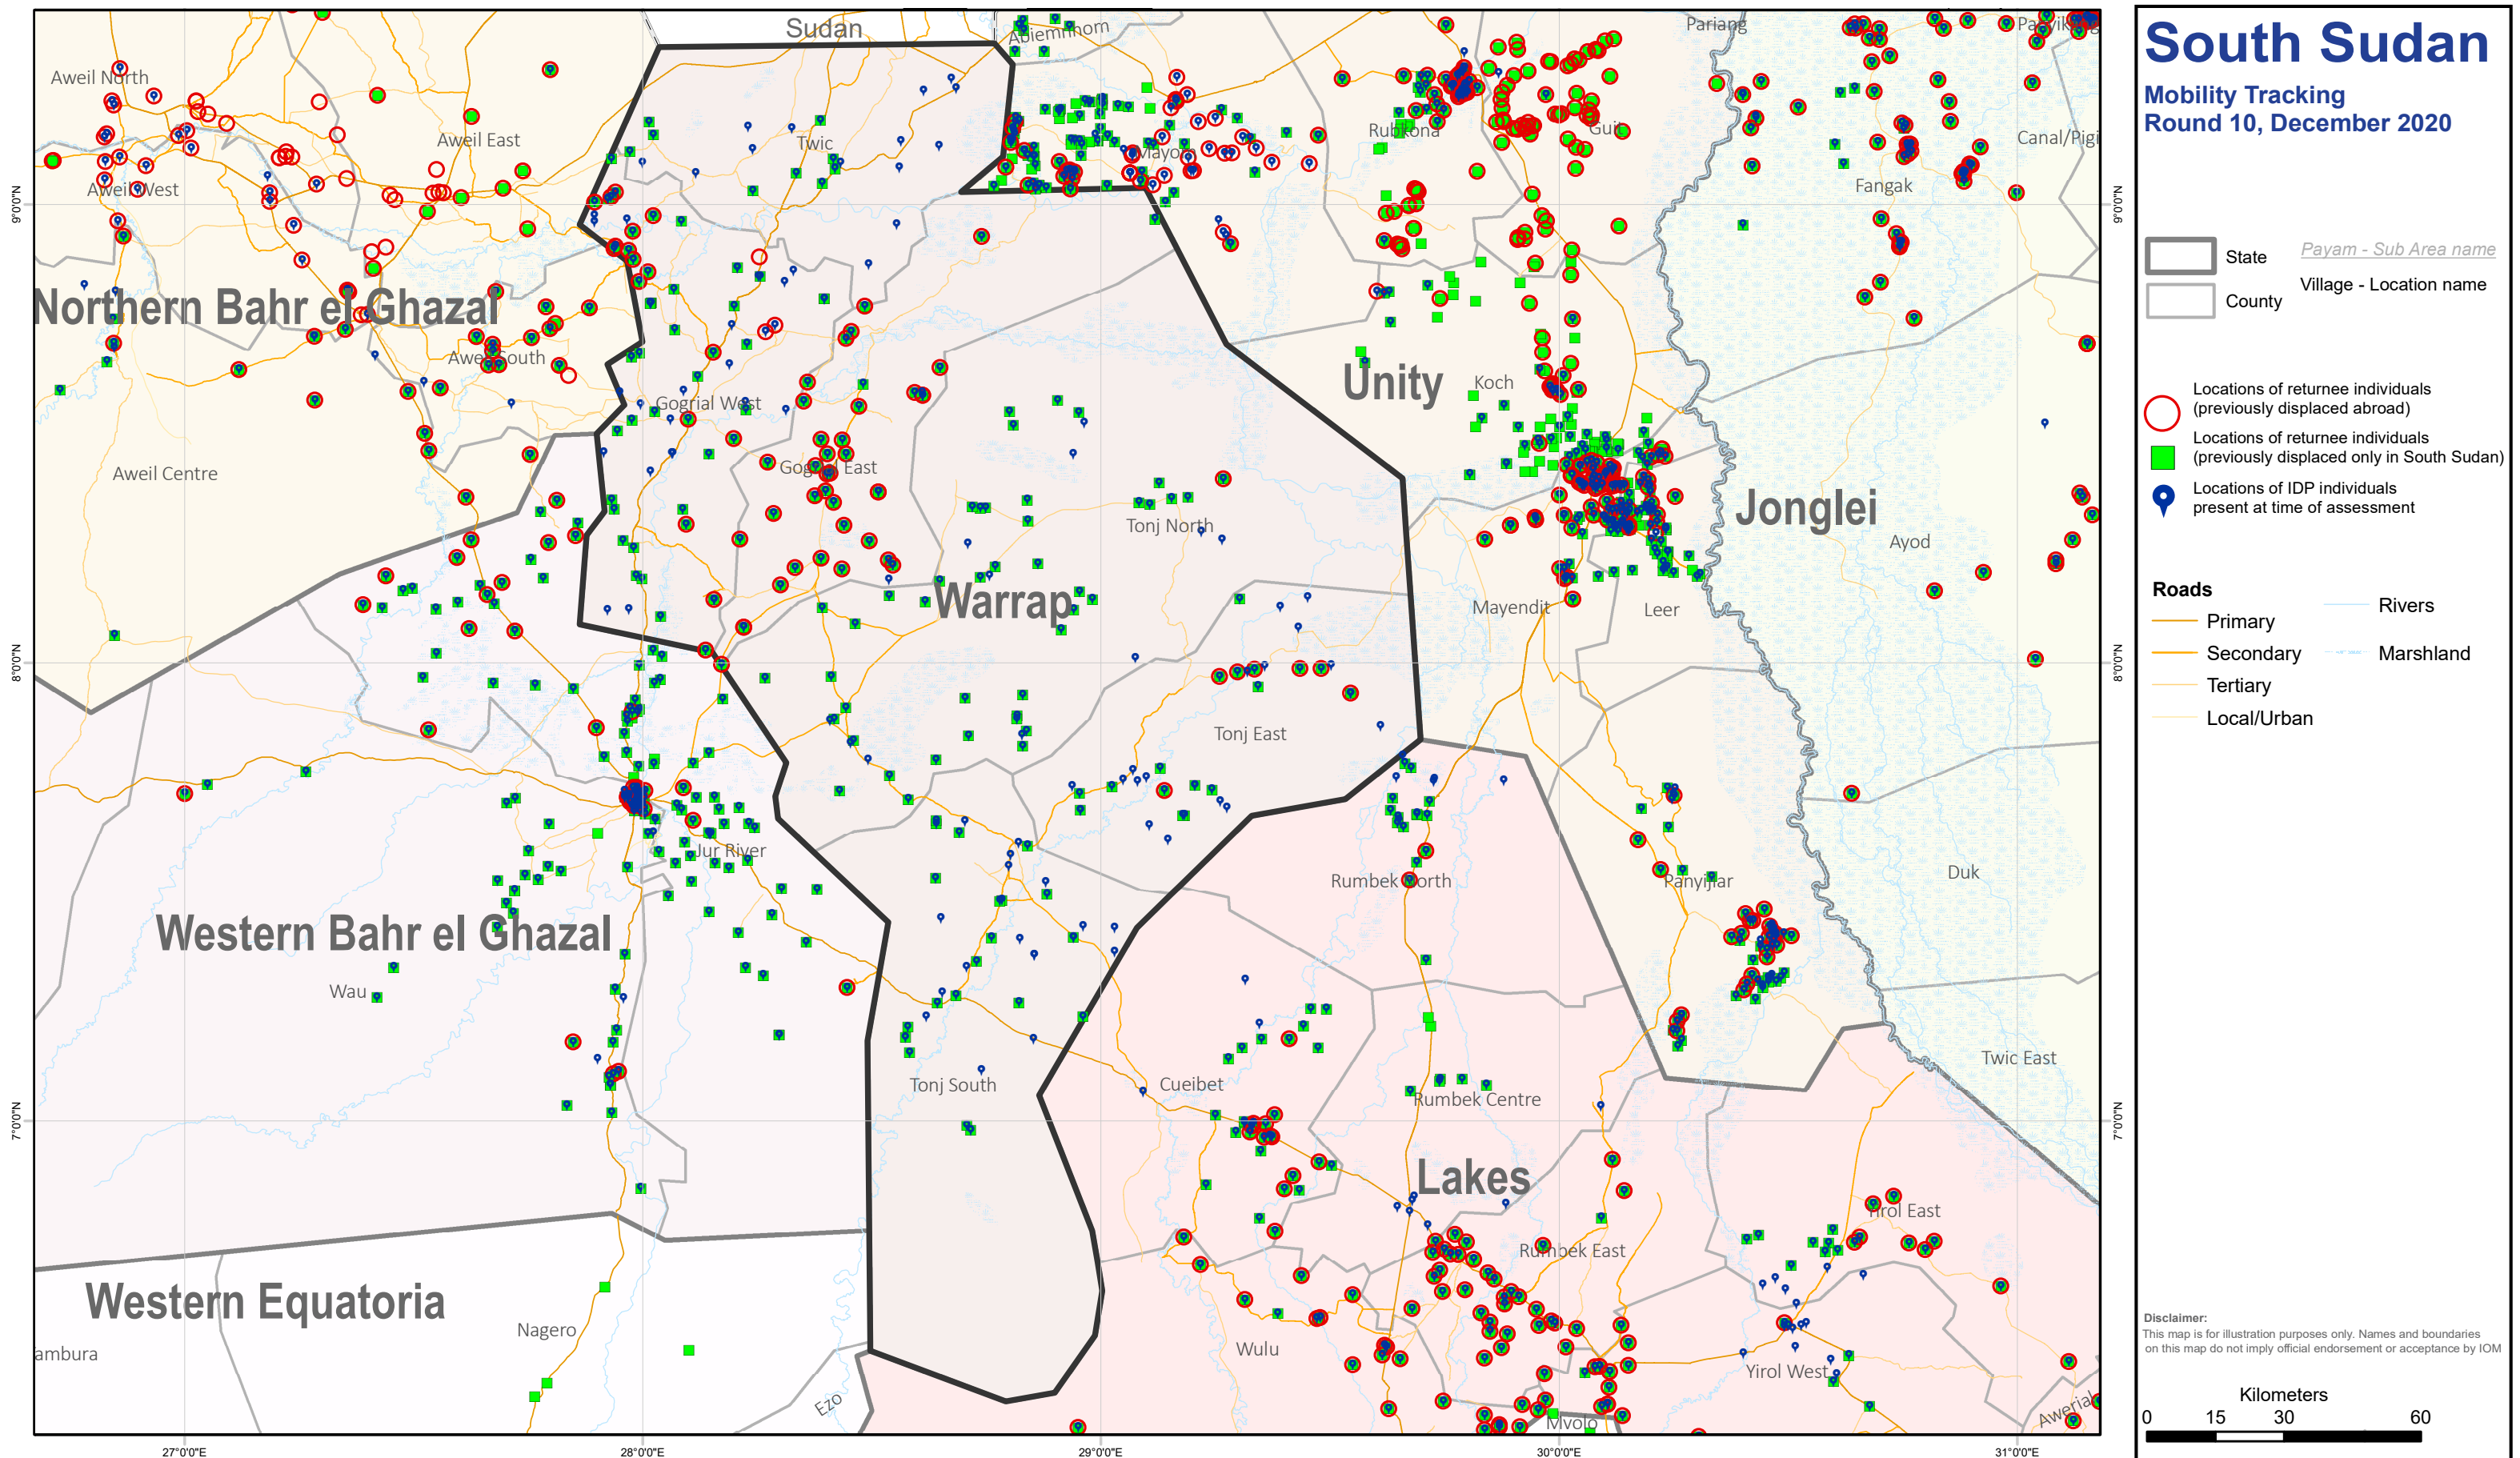 South Sudan
Mobility Tracking
Round 10, December 2020
State
Payam - Sub Area name
County
Village - Location name
Locations of returnee individuals
(previously displaced abroad)
Locations of returnee individuals
(previously displaced only in South Sudan)
Locations of IDP individuals
present at time of assessment
Roads
Primary
Secondary
Tertiary
Local/Urban
Rivers
Marshland
Disclaimer:
This map is for illustration purposes only. Names and boundaries
on this map do not imply official endorsement or acceptance by IOM
Kilometers
0 15 30 60
Sudan
Abiemnhom
Pariang
Aweil North
Aweil East
Twic
Mayom
Rubkona
Guit
Canal/Pigi
Aweil West
Fangak
Northern Bahr el Ghazal
Aweil South
Unity
Koch
Gogrial West
Aweil Centre
Gogrial East
Tonj North
Jonglei
Ayod
Warrap
Mayendit
Leer
Tonj East
Jur River
Rumbek North
Panyijiar
Duk
Western Bahr el Ghazal
Wau
Twic East
Tonj South
Cueibet
Rumbek Centre
Lakes
Yirol East
Rumbek East
Western Equatoria
Nagero
ambura
Wulu
Yirol West
Ezo
Mvolo
Awerial
27°0'0"E
28°0'0"E
29°0'0"E
30°0'0"E
31°0'0"E
9°0'0"N
8°0'0"N
7°0'0"N
9°0'0"N
8°0'0"N
7°0'0"N